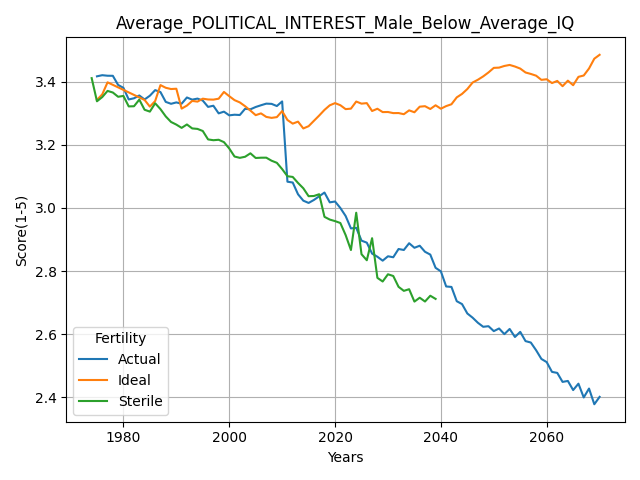 Average_POLITICAL_INTEREST_Male_Below_Average_IQ
Score(1-5)
3.4
3.2
3.0
2.8
2.6
2.4
Fertility
Actual
Ideal
Sterile
1980
2000
2020
2040
2060
Years